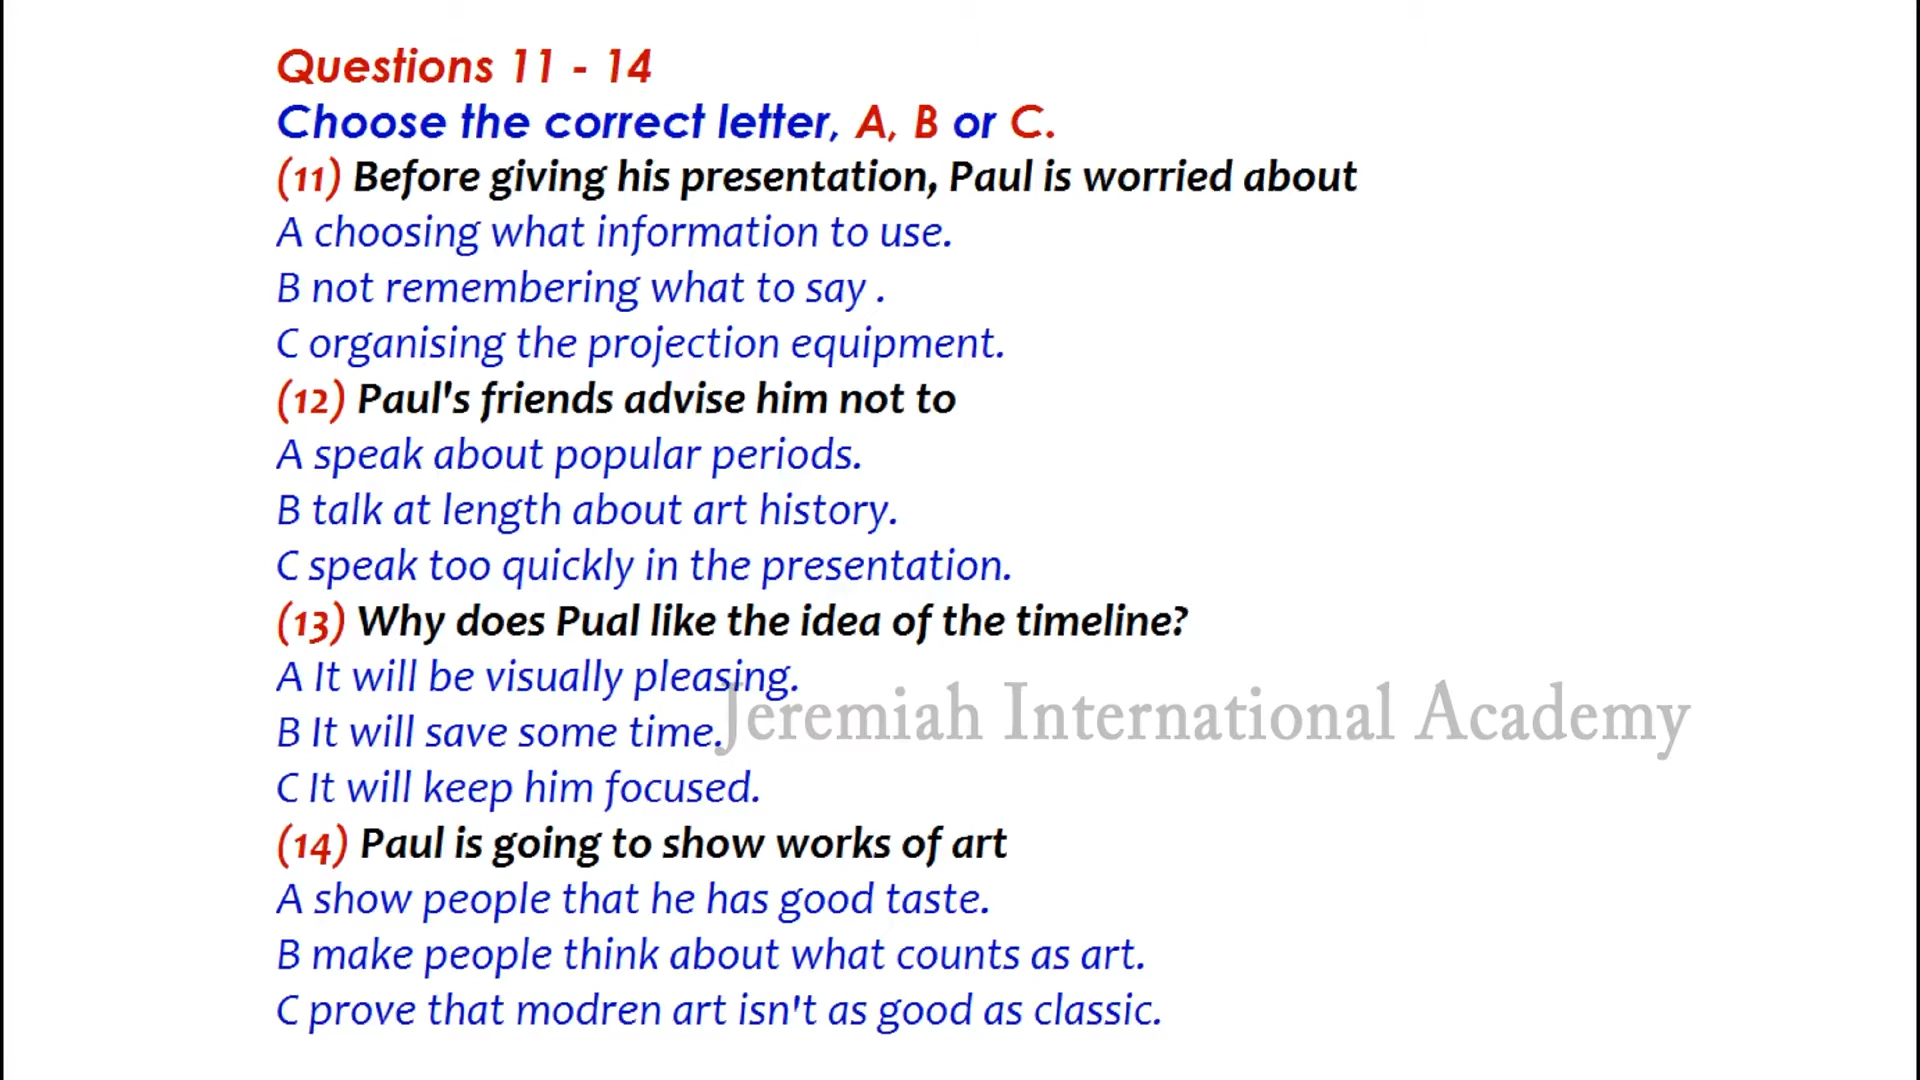 Questions 11 - 14
Choose the correct letter, A, B or C.
(11) Before giving his presentation, Paul is worried about
A choosing what information to use.
B not remembering what to say .
C organising the projection equipment.
(12) Paul's friends advise him not to
A speak about popular periods.
B talk at length about art history.
C speak too quickly in the presentation.
(13) Why does Pual like the idea of the timeline?
A It will be visually pleasing.
B It will save some time.
Jeremiah International Academy
C It will keep him focused.
(14) Paul is going to show works of art
A show people that he has good taste.
B make people think about what counts as art.
C prove that modren art isn't as good as classic.